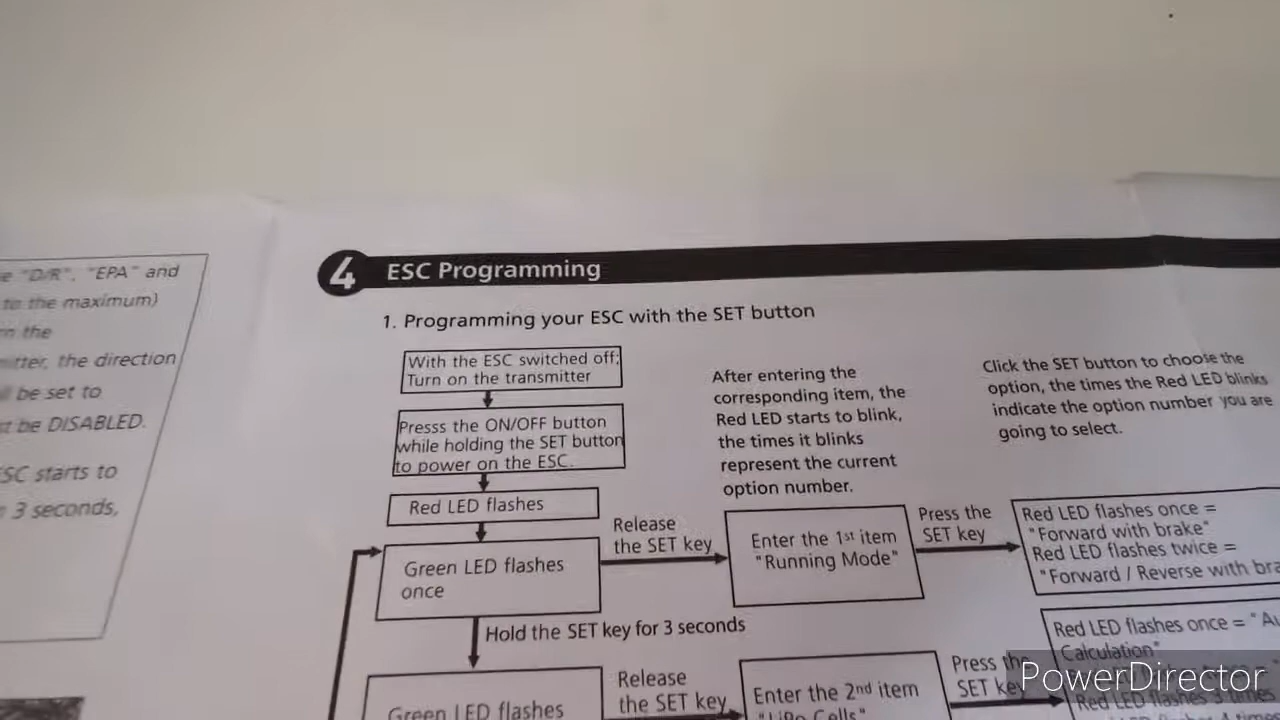 e "D/R", "EPA" and
to the maximum)
the
the direction
be set to
be DISABLED.
starts to
3 seconds,
4 ESC Programming
1. Programming your ESC with the SET button
With the ESC switched off;
Turn on the transmitter
Presss the ON/OFF button
while holding the SET button
to power on the ESC.
Red LED flashes
Green LED flashes
once
Hold the SET key for 3 seconds
Green LED flashes
After entering the
corresponding item, the
Red LED starts to blink,
the times it blinks
represent the current
option number.
Release
the SET key
Enter the 1st item
"Running Mode"
Release
the SET key
Enter the 2nd item
"LiPo Cells"
Click the SET button to choose the
option, the times the Red LED blinks
indicate the option number you are
going to select.
Press the
SET key
Red LED flashes once =
"Forward with brake"
Red LED flashes twice =
"Forward / Reverse with bra
Press the
SET key
Red LED flashes once = "Au
Calculation"
Red LED flashes 3 times
PowerDirector